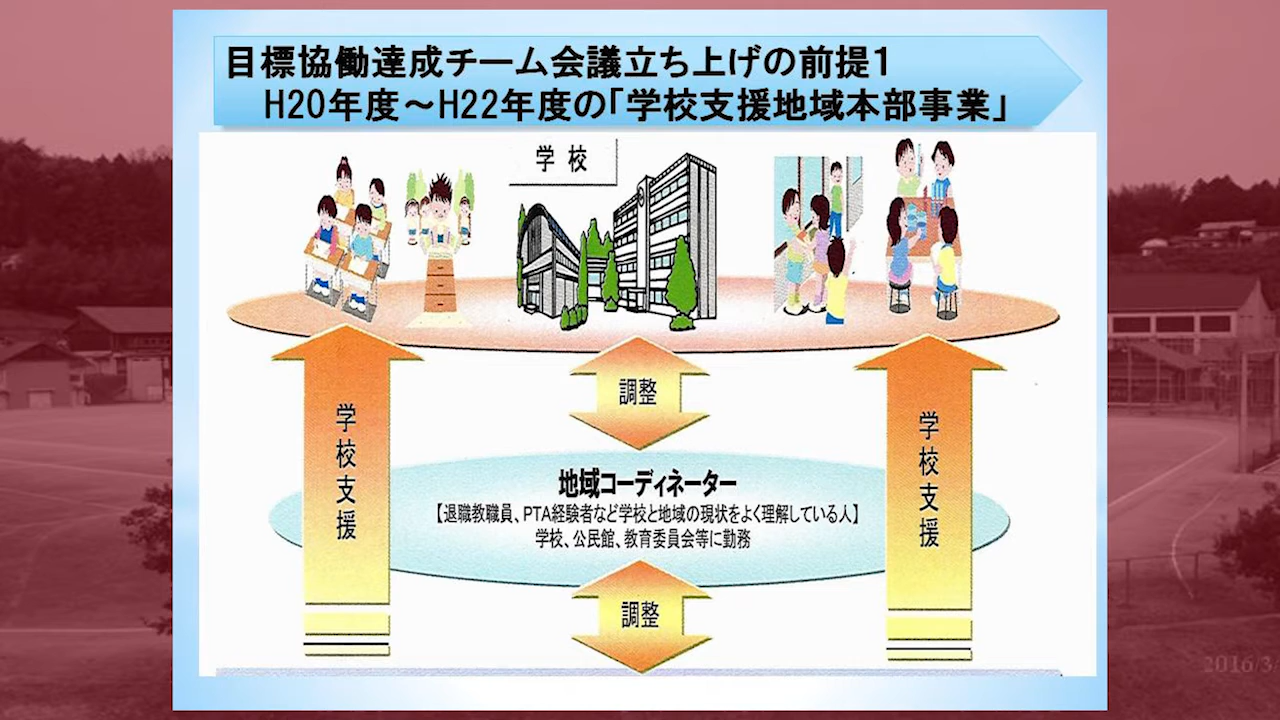 目標協働達成チーム会議立ち上げの前提1
H20年度～H22年度の「学校支援地域本部事業」
学校
調整
学校支援
学校支援
地域コーディネーター
【退職教職員、PTA経験者など学校と地域の現状をよく理解している人】
学校、公民館、教育委員会等に勤務
調整
2016/3